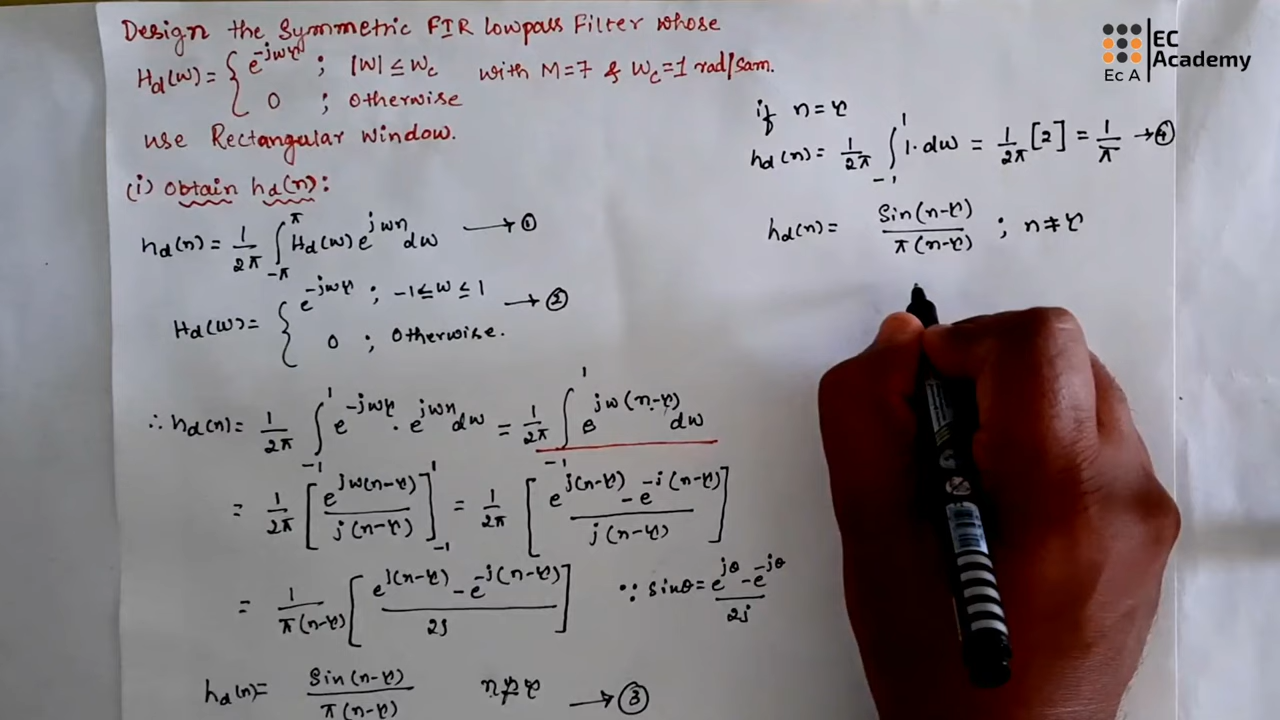 Design the Symmetric FIR Lowpass Filter whose
Hd(w) = { e^-jwτ ; |w| ≤ Wc with M=7 & Wc=1 rad/sam.
0 ; otherwise
use Rectangular window.
(i) Obtain hd(n):
hd(n) = 1/2π ∫_-π^π Hd(w) e^jwn dw → ①
Hd(w) = { e^-jwτ ; -1 ≤ w ≤ 1 → ②
0 ; otherwise.
∴ hd(n) = 1/2π ∫_-1^1 e^-jwτ . e^jwn dw = 1/2π ∫_-1^1 e^jw(n-τ) dw
= 1/2π [e^jw(n-τ) / j(n-τ)]_-1^1 = 1/2π [e^j(n-τ) - e^-j(n-τ) / j(n-τ)]
= 1/π(n-τ) [e^j(n-τ) - e^-j(n-τ) / 2j] ∵ sinθ = e^jθ - e^-jθ / 2j
hd(n) = Sin(n-τ) / π(n-τ) n≠τ → ③
if n=τ
hd(n) = 1/2π ∫_-1^1 1. dw = 1/2π [2] = 1/π → ④
hd(n) = Sin(n-τ) / π(n-τ) ; n≠τ
EC
Academy
Ec A